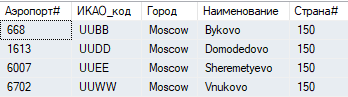 Аэропорт# ИКАО_код Город Наименование Страна#
668 UUBB Moscow Bykovo 150
1613 UUDD Moscow Domodedovo 150
6007 UUEE Moscow Sheremetyevo 150
6702 UUWW Moscow Vnukovo 150